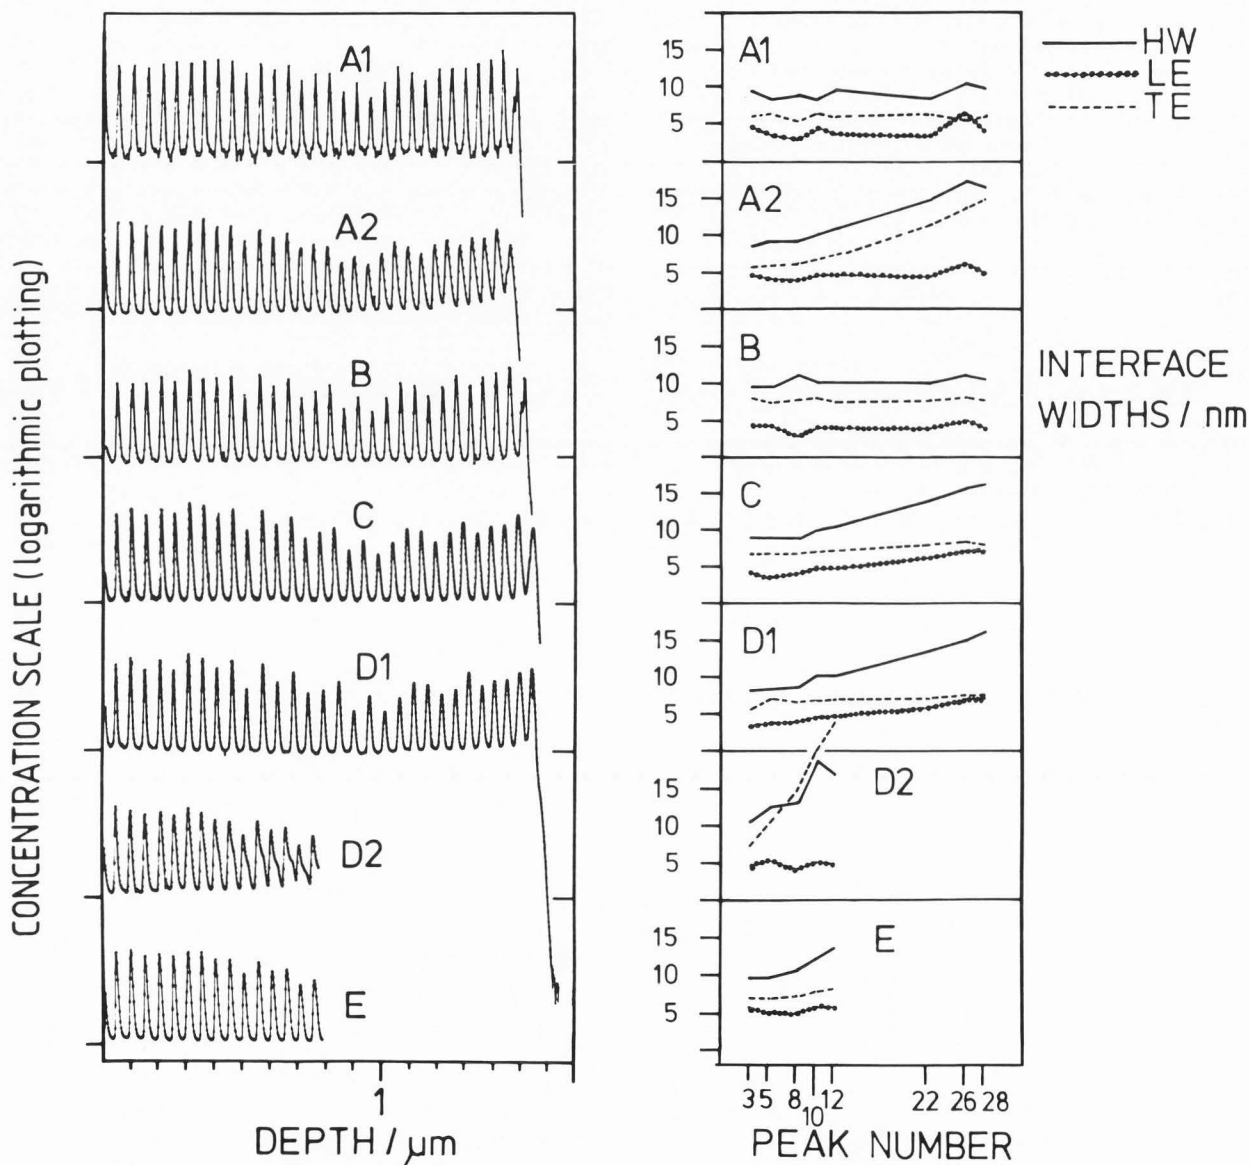 CONCENTRATION SCALE (logarithmic plotting)
A1
A2
B
C
D1
D2
E
1
DEPTH / µm
15
10
5
A1
15
10
5
A2
15
10
5
B
15
10
5
C
15
10
5
D1
15
10
5
D2
15
10
5
E
3 5 8 10 12 22 26 28
PEAK NUMBER
HW
LE
TE
INTERFACE
WIDTHS / nm